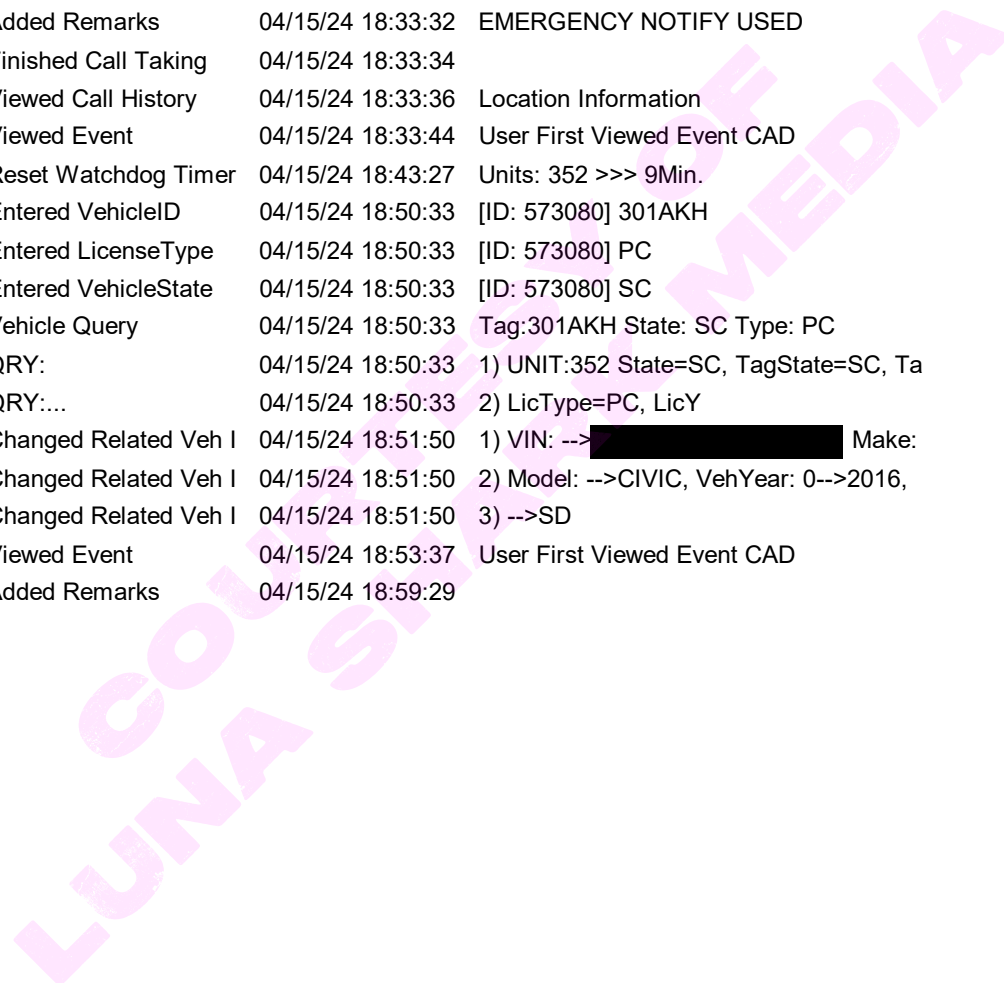 Added Remarks 04/15/24 18:33:32 EMERGENCY NOTIFY USED
Finished Call Taking 04/15/24 18:33:34
Viewed Call History 04/15/24 18:33:36 Location Information
Viewed Event 04/15/24 18:33:44 User First Viewed Event CAD
Reset Watchdog Timer 04/15/24 18:43:27 Units: 352 >>> 9Min.
Entered VehicleID 04/15/24 18:50:33 [ID: 573080] 301AKH
Entered LicenseType 04/15/24 18:50:33 [ID: 573080] PC
Entered VehicleState 04/15/24 18:50:33 [ID: 573080] SC
Vehicle Query 04/15/24 18:50:33 Tag:301AKH State: SC Type: PC
QRY: 04/15/24 18:50:33 1) UNIT:352 State=SC, TagState=SC, Ta
QRY:... 04/15/24 18:50:33 2) LicType=PC, LicY
Changed Related Veh I 04/15/24 18:51:50 1) VIN: --> Make:
Changed Related Veh I 04/15/24 18:51:50 2) Model: -->CIVIC, VehYear: 0-->2016,
Changed Related Veh I 04/15/24 18:51:50 3) -->SD
Viewed Event 04/15/24 18:53:37 User First Viewed Event CAD
Added Remarks 04/15/24 18:59:29
COURTESY OF
LUNA SHARK MEDIA